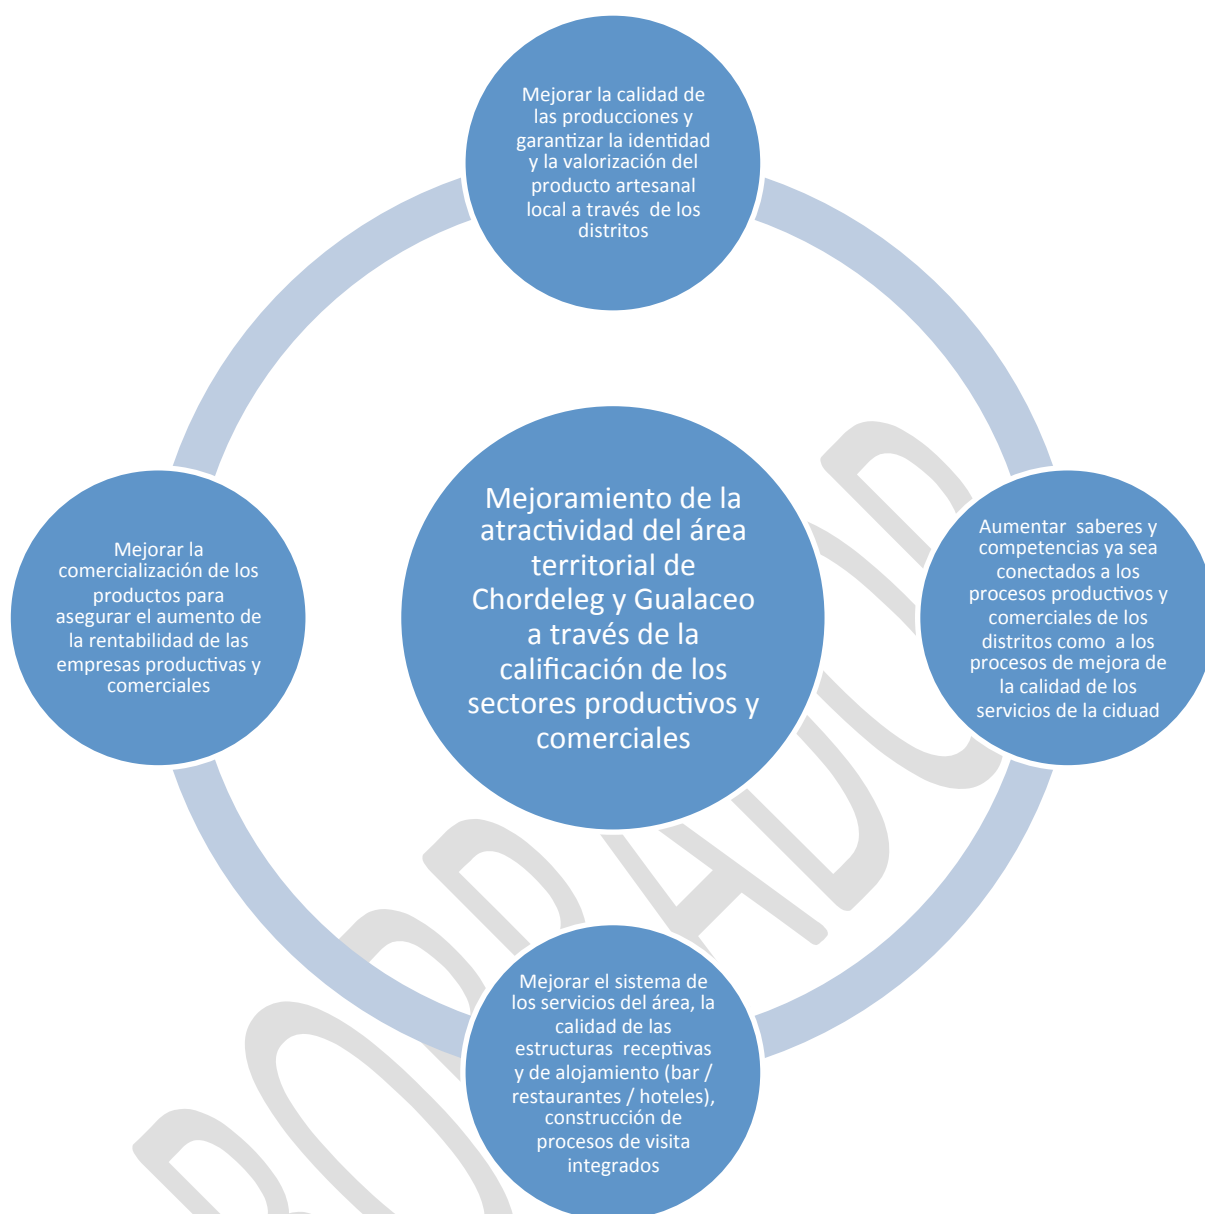 Mejorar la calidad de
las producciones y
garantizar la identidad
y la valorización del
producto artesanal
local a través  de los
distritos
Mejoramiento de la
atractividad del área
territorial de
Chordeleg y Gualaceo
a través de la
calificación de los
sectores productivos y
comerciales
Mejorar la
comercialización de los
productos para
asegurar el aumento de
la rentabilidad de las
empresas productivas y
comerciales
Aumentar  saberes y
competencias ya sea
conectados a los
procesos productivos y
comerciales de los
distritos como  a los
procesos de mejora de
la calidad de los
servicios de la ciduad
Mejorar el sistema de
los servicios del área, la
calidad de las
estructuras  receptivas
y de alojamiento (bar /
restaurantes / hoteles),
construcción de
procesos de visita
integrados
BORRADOR